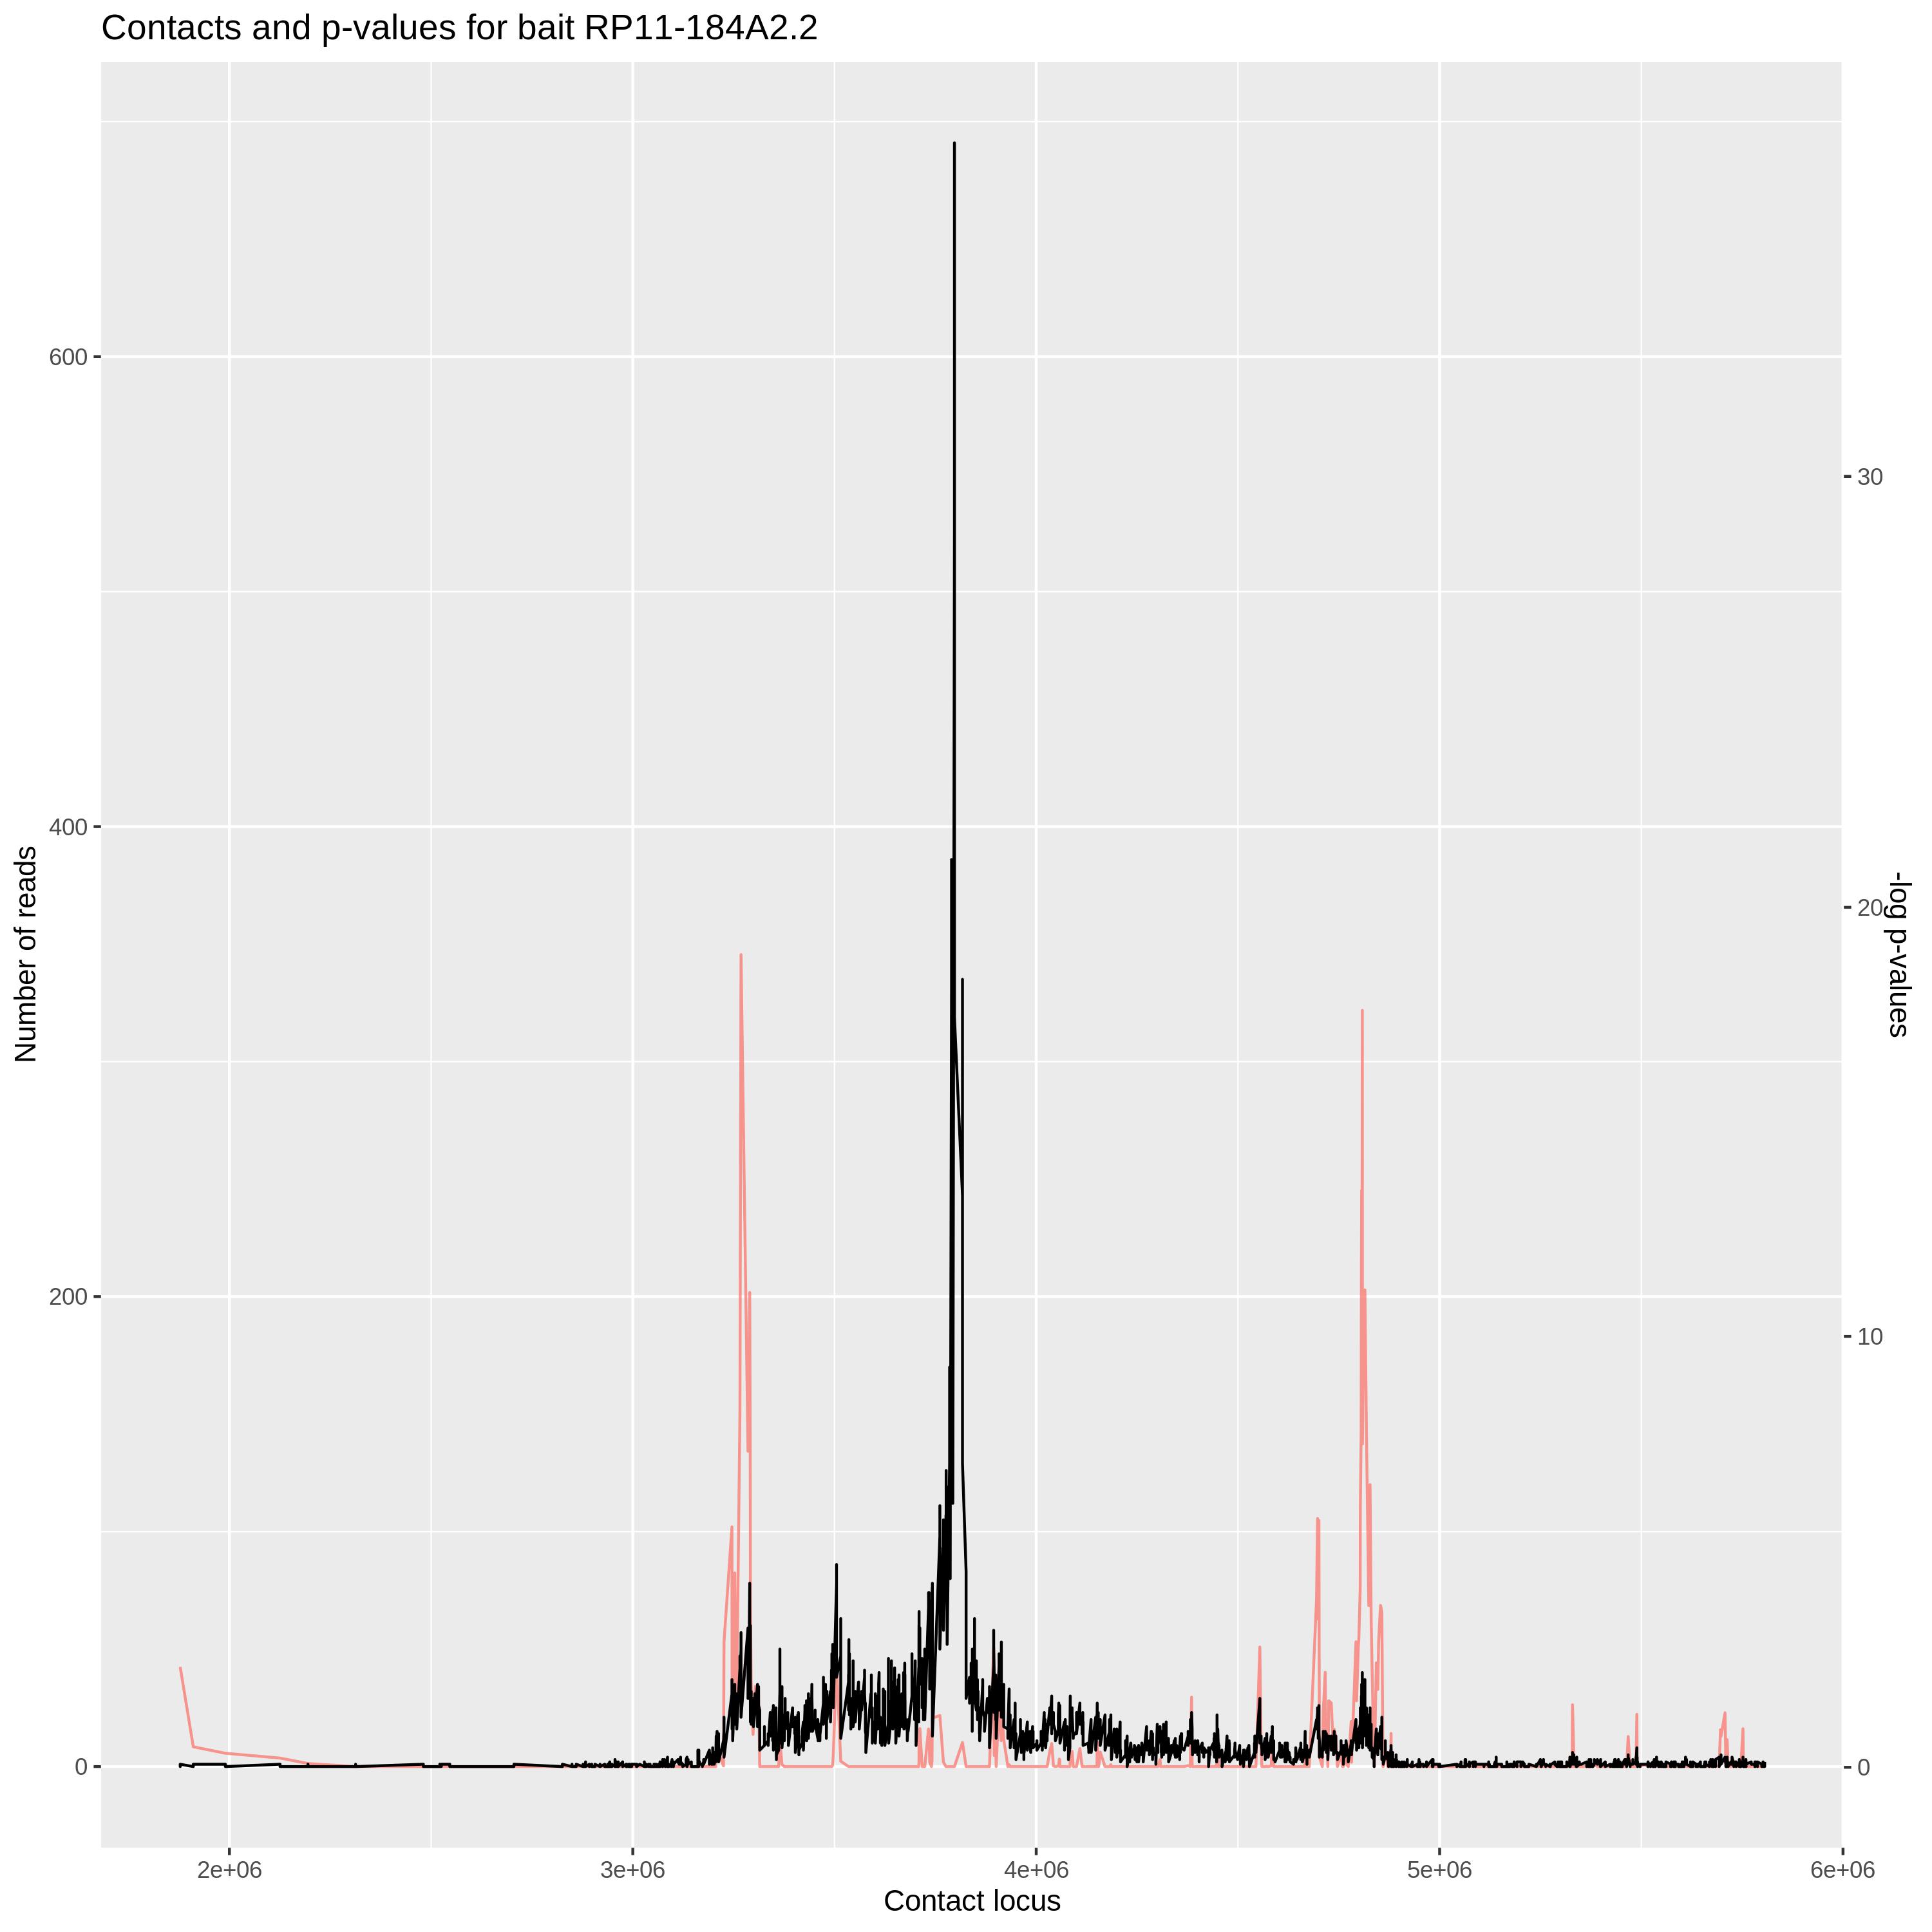 Contacts and p-values for bait RP11-184A2.2
600
400
200
0
Number of reads
30
20
10
0
-log p-values
2e+06
3e+06
4e+06
5e+06
6e+06
Contact locus